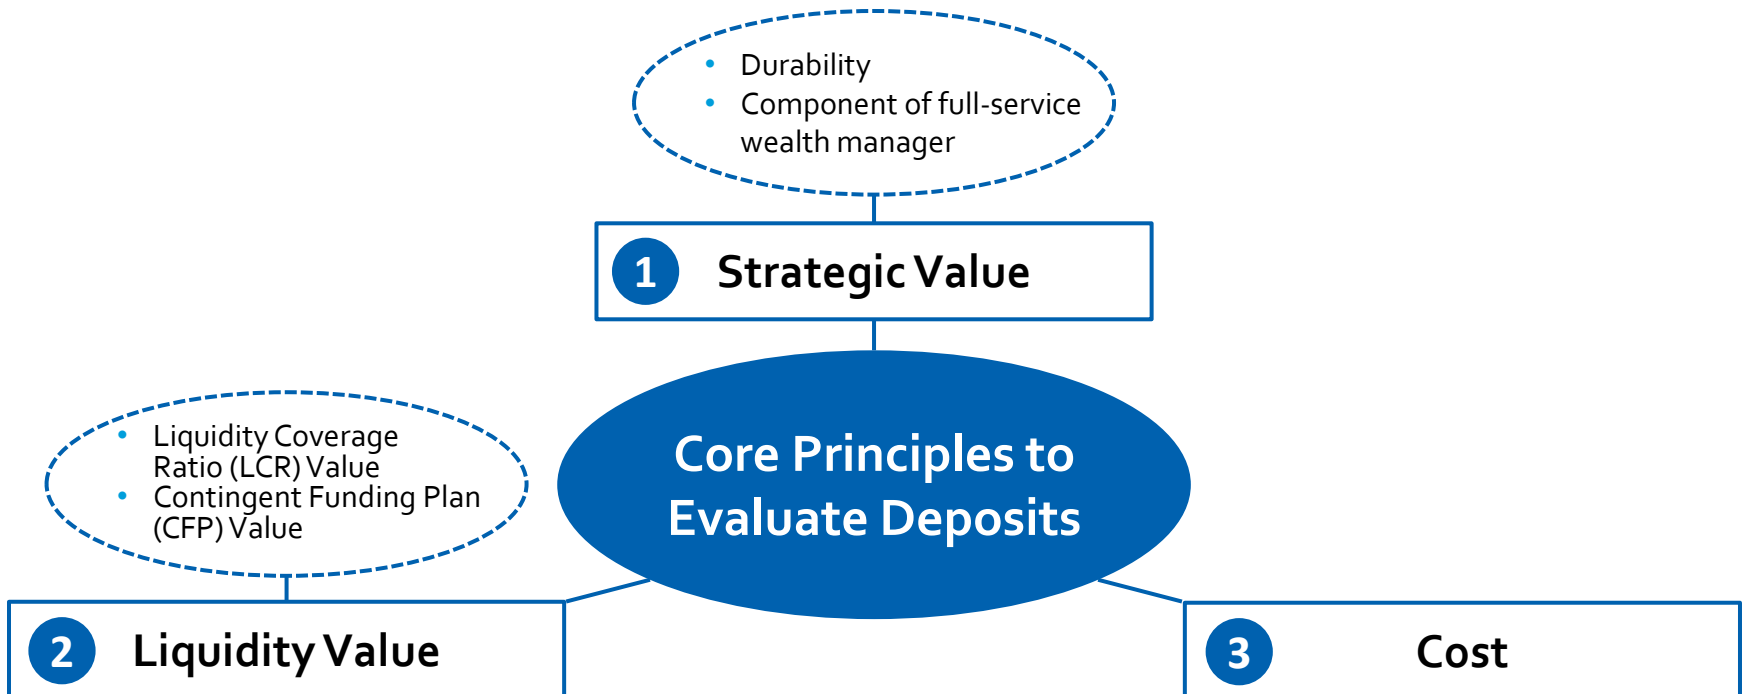 • Durability
• Component of full-service
wealth manager
1 Strategic Value
Core Principles to
Evaluate Deposits
• Liquidity Coverage
Ratio (LCR) Value
• Contingent Funding Plan
(CFP) Value
2 Liquidity Value
3 Cost